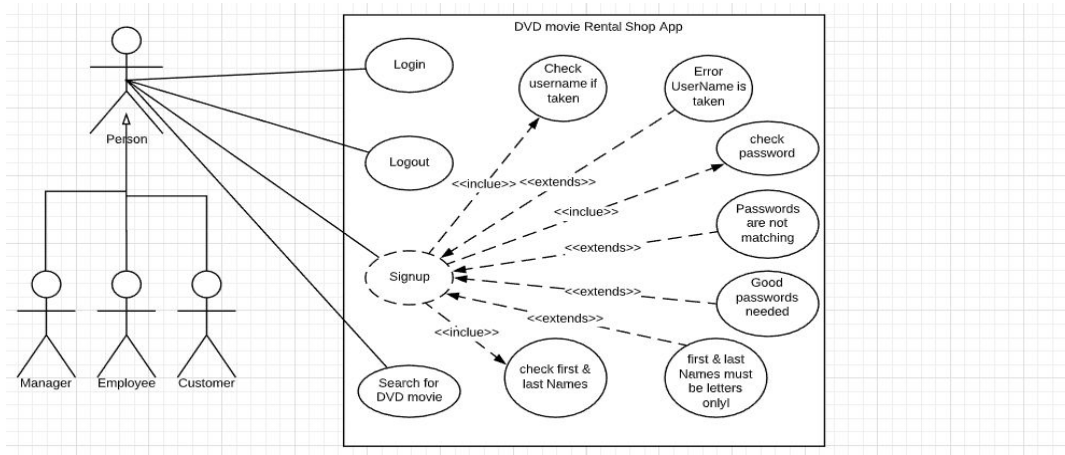 DVD movie Rental Shop App
Login
Check
username if
taken
Error
UserName is
taken
Person
Logout
check
password
<<inclue>>
<<extends>>
<<inclue>>
Passwords
are not
matching
<<extends>>
Signup
Good
passwords
needed
<<extends>>
<<extends>>
<<inclue>>
Manager
Employee
Customer
Search for
DVD movie
check first &
last Names
first & last
Names must
be letters
only!